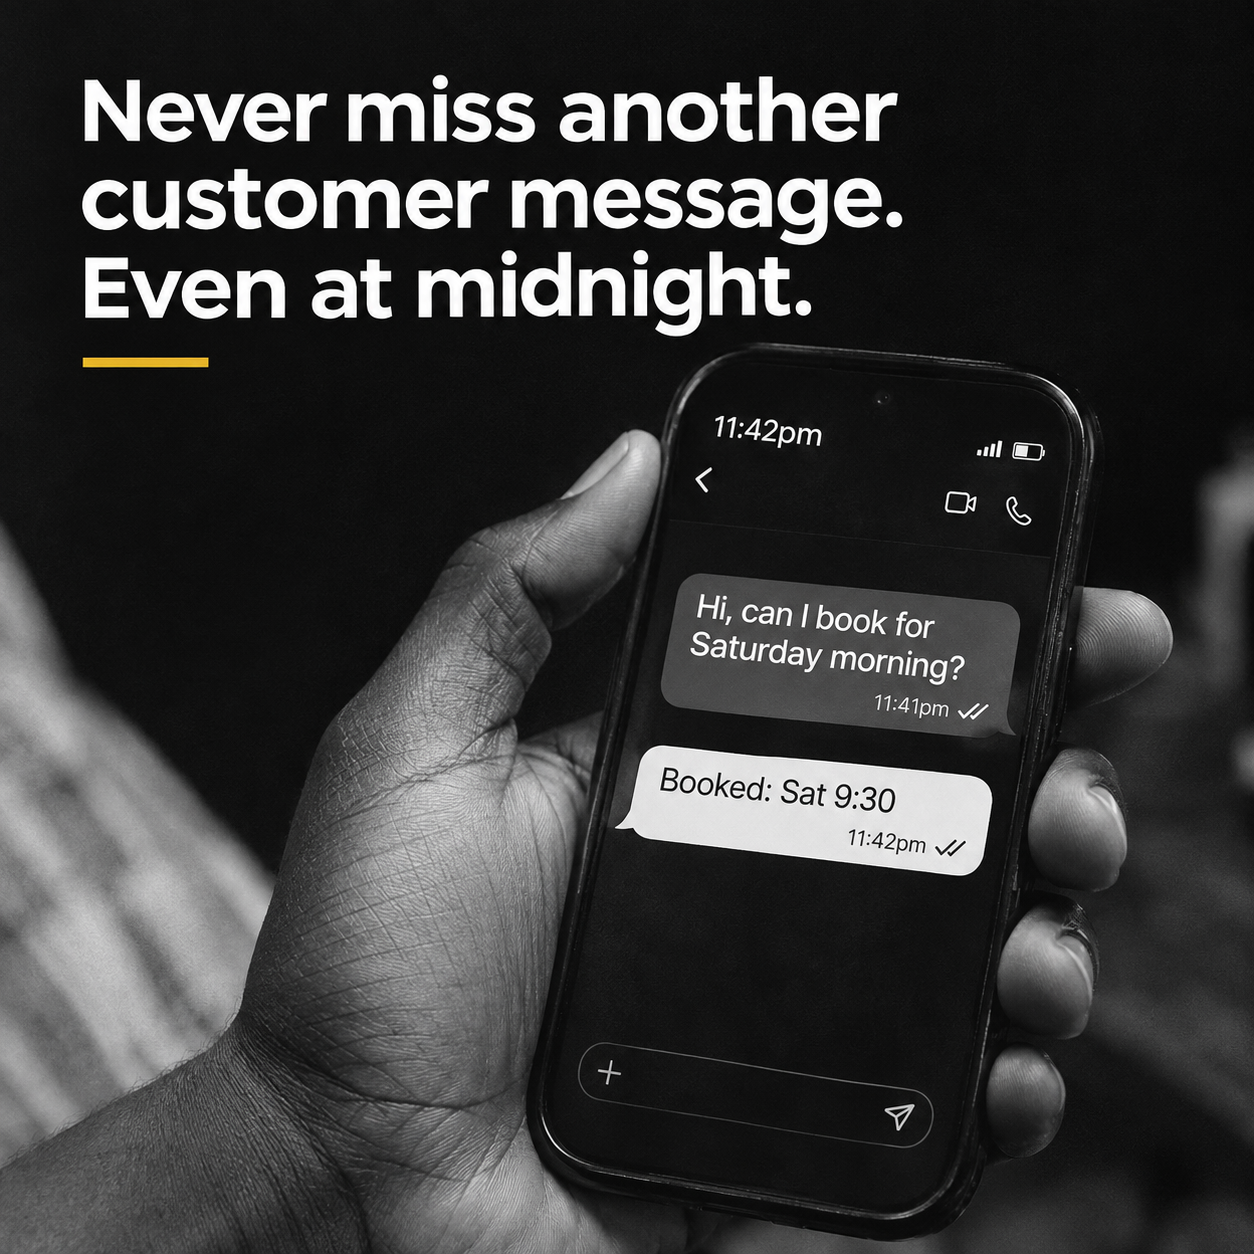 Never miss another
customer message.
Even at midnight.
11:42pm
Hi, can I book for
Saturday morning?
11:41pm
Booked: Sat 9:30
11:42pm